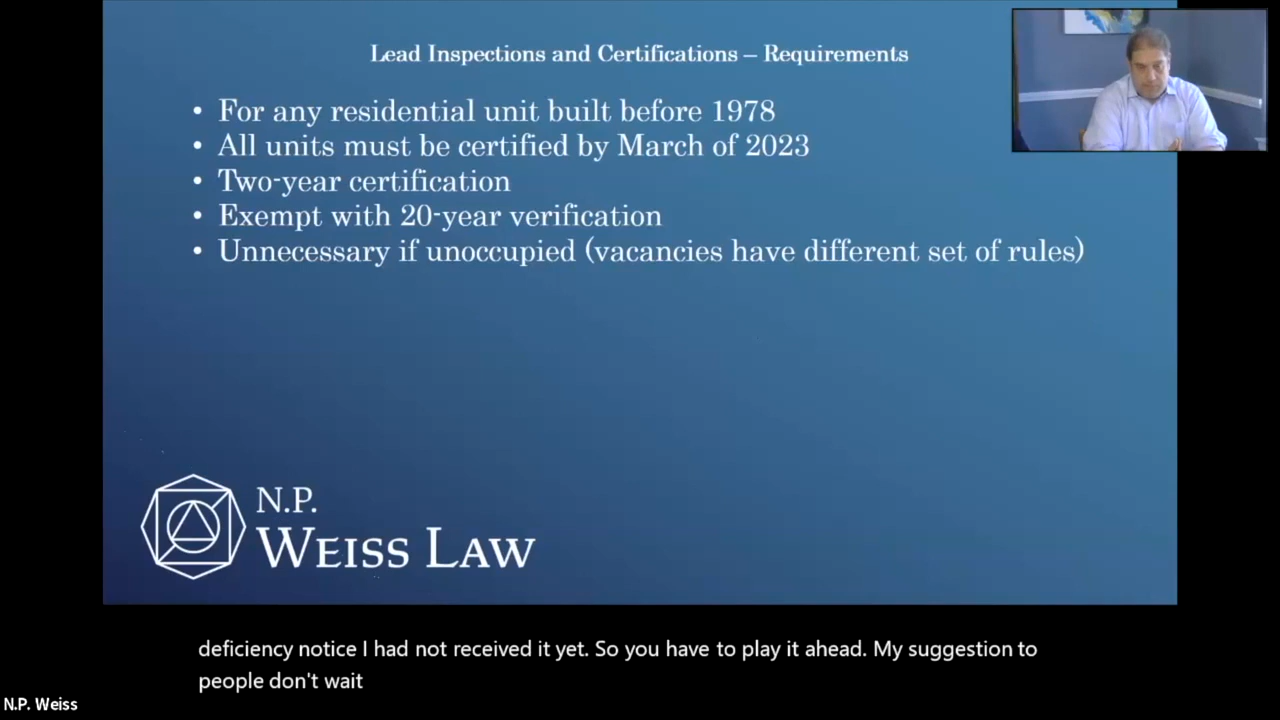 Lead Inspections and Certifications – Requirements
• For any residential unit built before 1978
• All units must be certified by March of 2023
• Two-year certification
• Exempt with 20-year verification
• Unnecessary if unoccupied (vacancies have different set of rules)
N.P.
WEISS LAW
deficiency notice I had not received it yet. So you have to play it ahead. My suggestion to
people don't wait
N.P. Weiss